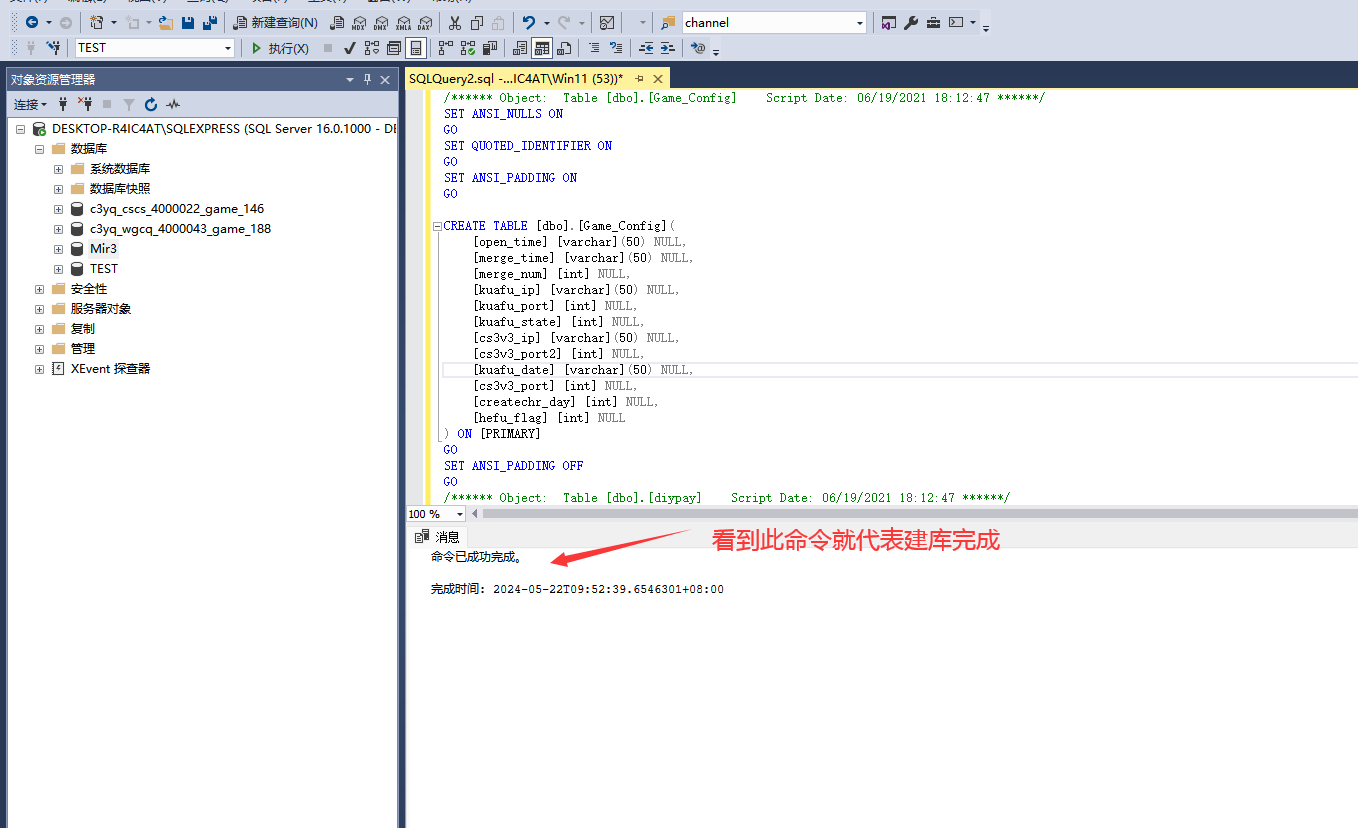 新建查询(N)
MDX
DMX
XMLA
DAX
channel
TEST
执行(X)
对象资源管理器
连接
DESKTOP-R4IC4AT\SQLEXPRESS (SQL Server 16.0.1000 - DE
数据库
系统数据库
数据库快照
c3yq_cscs_4000022_game_146
c3yq_wgcq_4000043_game_188
Mir3
TEST
安全性
服务器对象
复制
管理
XEvent 探查器
SQLQuery2.sql -...IC4AT\Win11 (53))*
/****** Object:  Table [dbo].[Game_Config]    Script Date: 06/19/2021 18:12:47 ******/
SET ANSI_NULLS ON
GO
SET QUOTED_IDENTIFIER ON
GO
SET ANSI_PADDING ON
GO
CREATE TABLE [dbo].[Game_Config](
[open_time] [varchar](50) NULL,
[merge_time] [varchar](50) NULL,
[merge_num] [int] NULL,
[kuafu_ip] [varchar](50) NULL,
[kuafu_port] [int] NULL,
[kuafu_state] [int] NULL,
[cs3v3_ip] [varchar](50) NULL,
[cs3v3_port2] [int] NULL,
[kuafu_date] [varchar](50) NULL,
[cs3v3_port] [int] NULL,
[createchr_day] [int] NULL,
[hefu_flag] [int] NULL
) ON [PRIMARY]
GO
SET ANSI_PADDING OFF
GO
/****** Object:  Table [dbo].[diypay]    Script Date: 06/19/2021 18:12:47 ******/
100 %
消息
看到此命令就代表建库完成
命令已成功完成。
完成时间: 2024-05-22T09:52:39.6546301+08:00